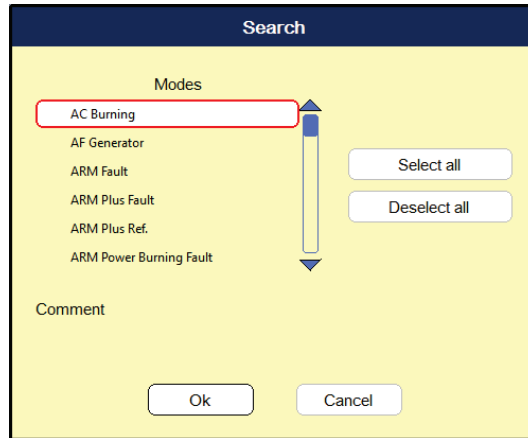 Search
Modes
AC Burning
AF Generator
ARM Fault
ARM Plus Fault
ARM Plus Ref.
ARM Power Burning Fault
Select all
Deselect all
Comment
Ok
Cancel